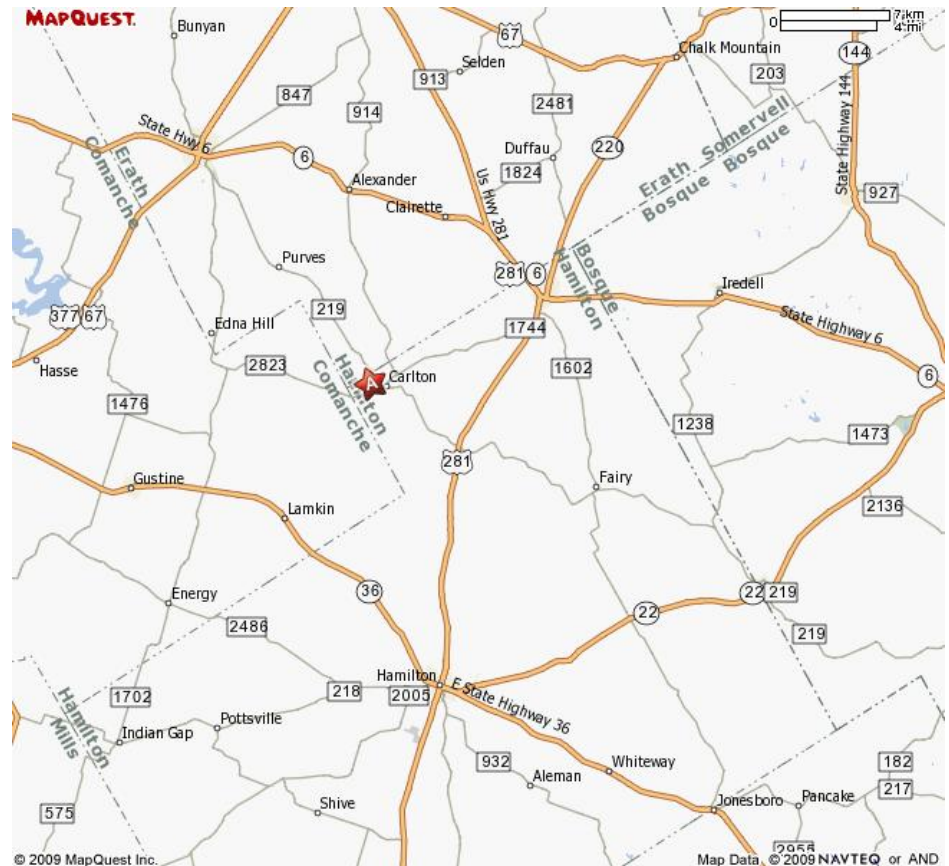 MAPQUEST.
Bunyan
67
0
7 km
4 mi
Chalk Mountain
144
Selden
913
203
847
2481
914
State Hwy 6
220
Erath
Comanche
6
Duffau
1824
Erath Somervell
Bosque Bosque
State Highway 144
Alexander
Us Hwy 281
927
Clairette
Purves
281
6
Bosque
Hamilton
Iredell
377
67
219
1744
State Highway 6
Edna Hill
Hasse
2823
Hamilton
Comanche
A
Carlton
1602
6
1476
1238
1473
281
Gustine
Fairy
2136
Lamkin
36
22
219
Energy
22
2486
219
Hamilton
218
2005
E State Highway 36
Hamilton
Mills
1702
Pottsville
Indian Gap
932
Whiteway
182
Aleman
217
575
Shive
Jonesboro
Pancake
2955
© 2009 MapQuest Inc.
Map Data © 2009 NAVTEQ or AND